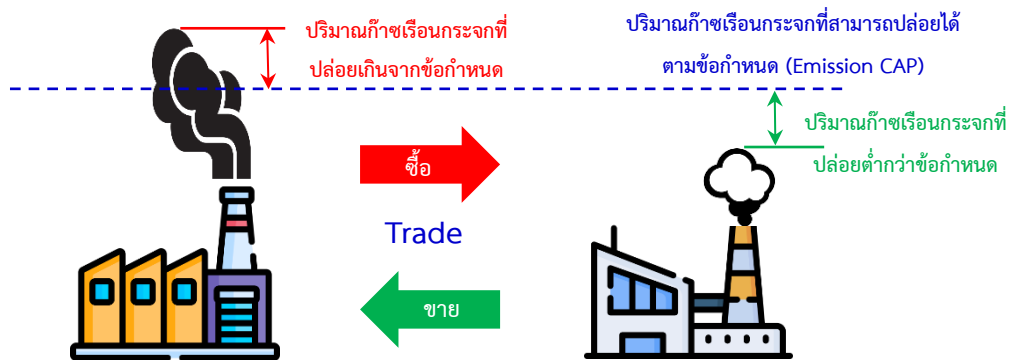 ปริมาณก๊าซเรือนกระจกที่
ปล่อยเกินจากข้อกำหนด
ปริมาณก๊าซเรือนกระจกที่สามารถปล่อยได้
ตามข้อกำหนด (Emission CAP)
ปริมาณก๊าซเรือนกระจกที่
ปล่อยต่ำกว่าข้อกำหนด
ซื้อ
Trade
ขาย